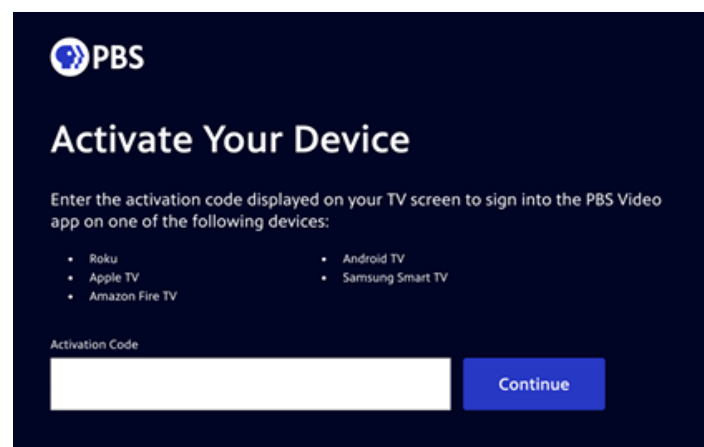 PBS
Activate Your Device
Enter the activation code displayed on your TV screen to sign into the PBS Video
app on one of the following devices:
• Roku
• Apple TV
• Amazon Fire TV
• Android TV
• Samsung Smart TV
Activation Code
Continue